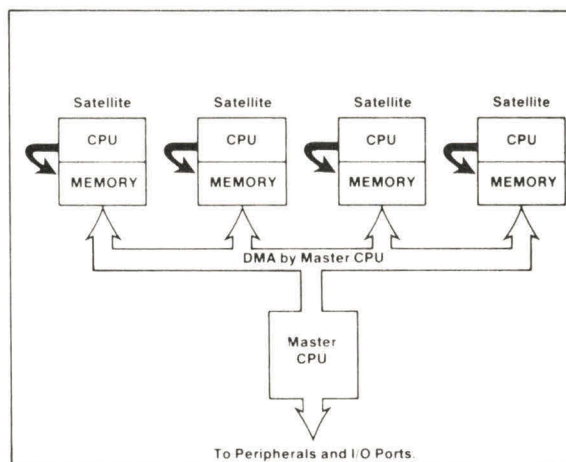 Satellite Satellite Satellite Satellite
CPU CPU CPU CPU
MEMORY MEMORY MEMORY MEMORY
DMA by Master CPU
Master
CPU
To Peripherals and I/O Ports.